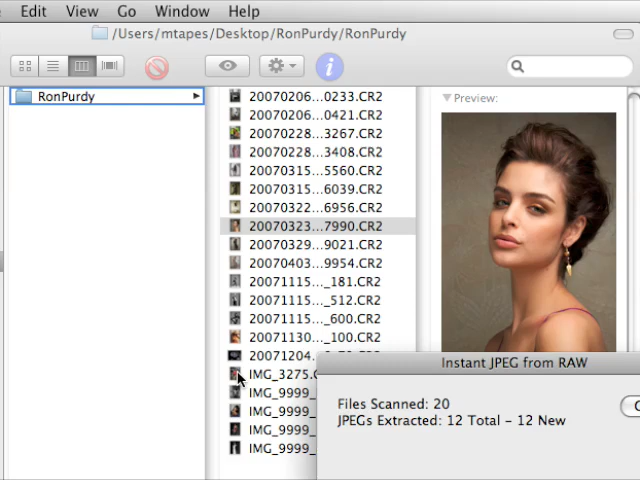 Edit View Go Window Help
/Users/mtapes/Desktop/RonPurdy/RonPurdy
RonPurdy
20070206...0233.CR2
20070206...0421.CR2
20070228...3267.CR2
20070228...3408.CR2
20070315...5560.CR2
20070315...6039.CR2
20070322...6956.CR2
20070323...7990.CR2
20070329...9021.CR2
20070403...9954.CR2
20071115..._181.CR2
20071115..._512.CR2
20071115..._600.CR2
20071130..._100.CR2
20071204...
IMG_3275.
IMG_9999_
IMG_9999_
IMG_9999_
IMG_9999_
Preview:
Instant JPEG from RAW
Files Scanned: 20
JPEGs Extracted: 12 Total - 12 New